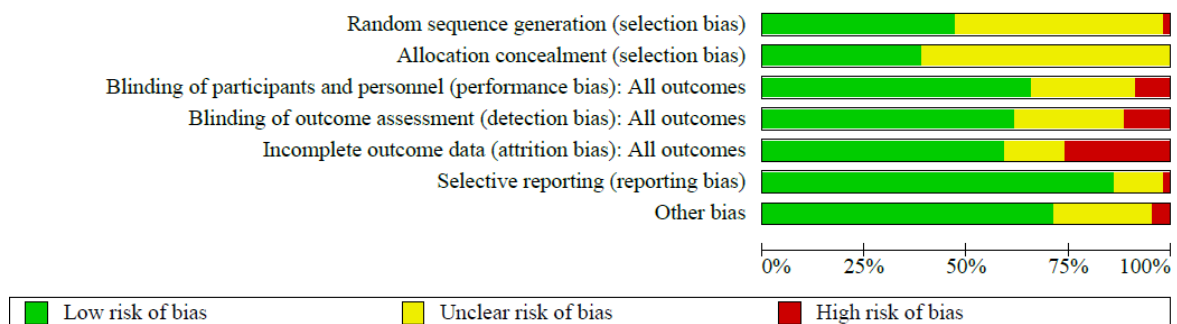 Random sequence generation (selection bias)
Allocation concealment (selection bias)
Blinding of participants and personnel (performance bias): All outcomes
Blinding of outcome assessment (detection bias): All outcomes
Incomplete outcome data (attrition bias): All outcomes
Selective reporting (reporting bias)
Other bias
0% 25% 50% 75% 100%
Low risk of bias Unclear risk of bias High risk of bias